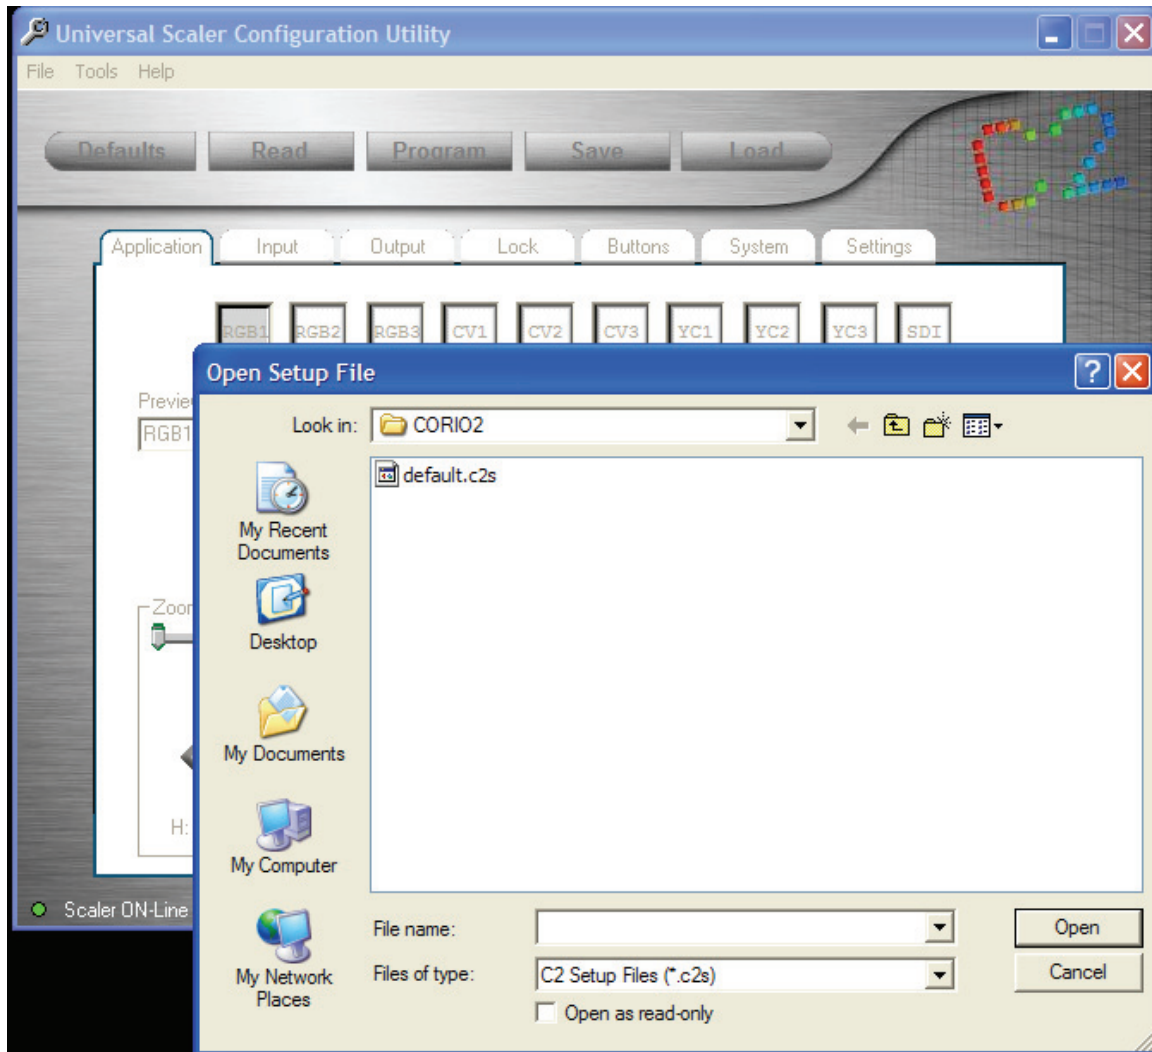 Universal Scaler Configuration Utility
File Tools Help
Defaults Read Program Save Load
C2
Application Input Output Lock Buttons System Settings
RGB1 RGB2 RGB3 CV1 CV2 CV3 YC1 YC2 YC3 SDI
Open Setup File
RGB1
Look in: CORIO2
default.c2s
My Recent
Documents
Desktop
My Documents
H:
My Computer
Scaler ON-Line
My Network
Places
File name:
Open
Files of type: C2 Setup Files (*.c2s)
Cancel
Open as read-only